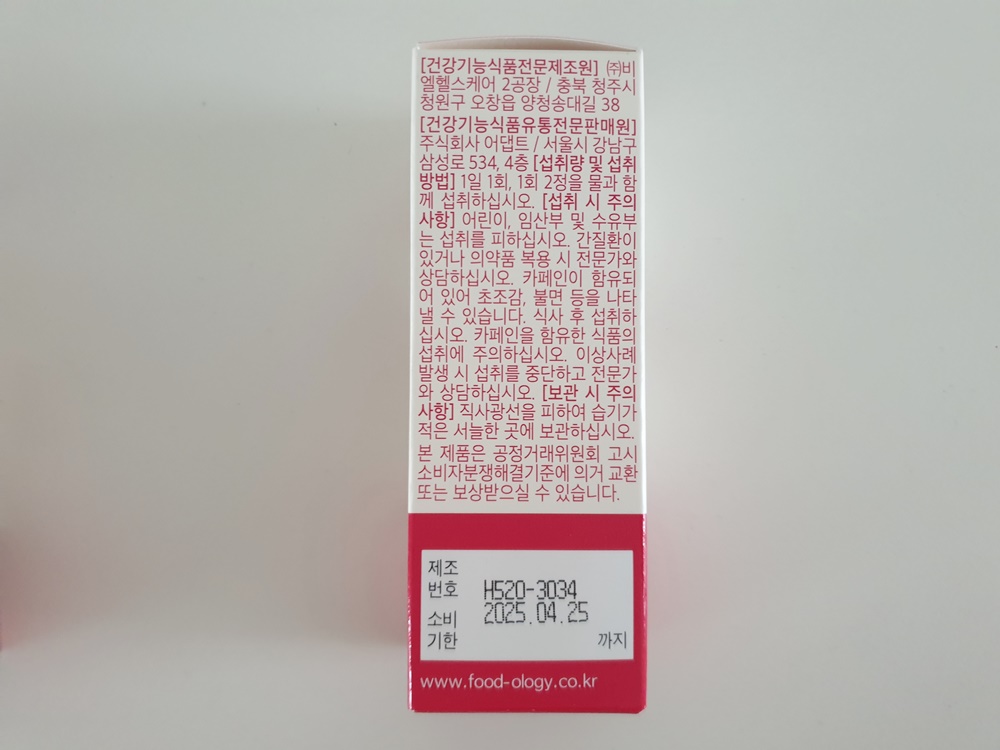 [건강기능식품전문제조원] ㈜비
엘헬스케어 2공장 / 충북 청주시
청원구 오창읍 양청송대길 38
[건강기능식품유통전문판매원]
주식회사 어댑트 / 서울시 강남구
삼성로 534, 4층 [섭취량 및 섭취
방법] 1일 1회, 1회 2정을 물과 함
께 섭취하십시오. [섭취 시 주의
사항] 어린이, 임산부 및 수유부
는 섭취를 피하십시오. 간질환이
있거나 의약품 복용 시 전문가와
상담하십시오. 카페인이 함유되
어 있어 초조감, 불면 등을 나타
낼 수 있습니다. 식사 후 섭취하
십시오. 카페인을 함유한 식품의
섭취에 주의하십시오. 이상사례
발생 시 섭취를 중단하고 전문가
와 상담하십시오. [보관 시 주의
사항] 직사광선을 피하여 습기가
적은 서늘한 곳에 보관하십시오.
본 제품은 공정거래위원회 고시
소비자분쟁해결기준에 의거 교환
또는 보상받으실 수 있습니다.
제조
번호 H520-3034
소비 2025.04.25
기한 까지
www.food-ology.co.kr